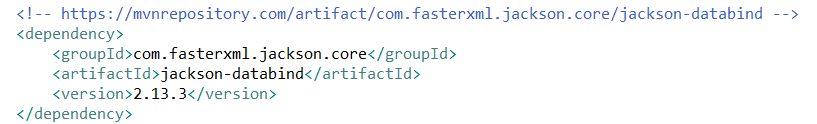 <!-- https://mvnrepository.com/artifact/com.fasterxml.jackson.core/jackson-databind -->
<dependency>
    <groupId>com.fasterxml.jackson.core</groupId>
    <artifactId>jackson-databind</artifactId>
    <version>2.13.3</version>
</dependency>